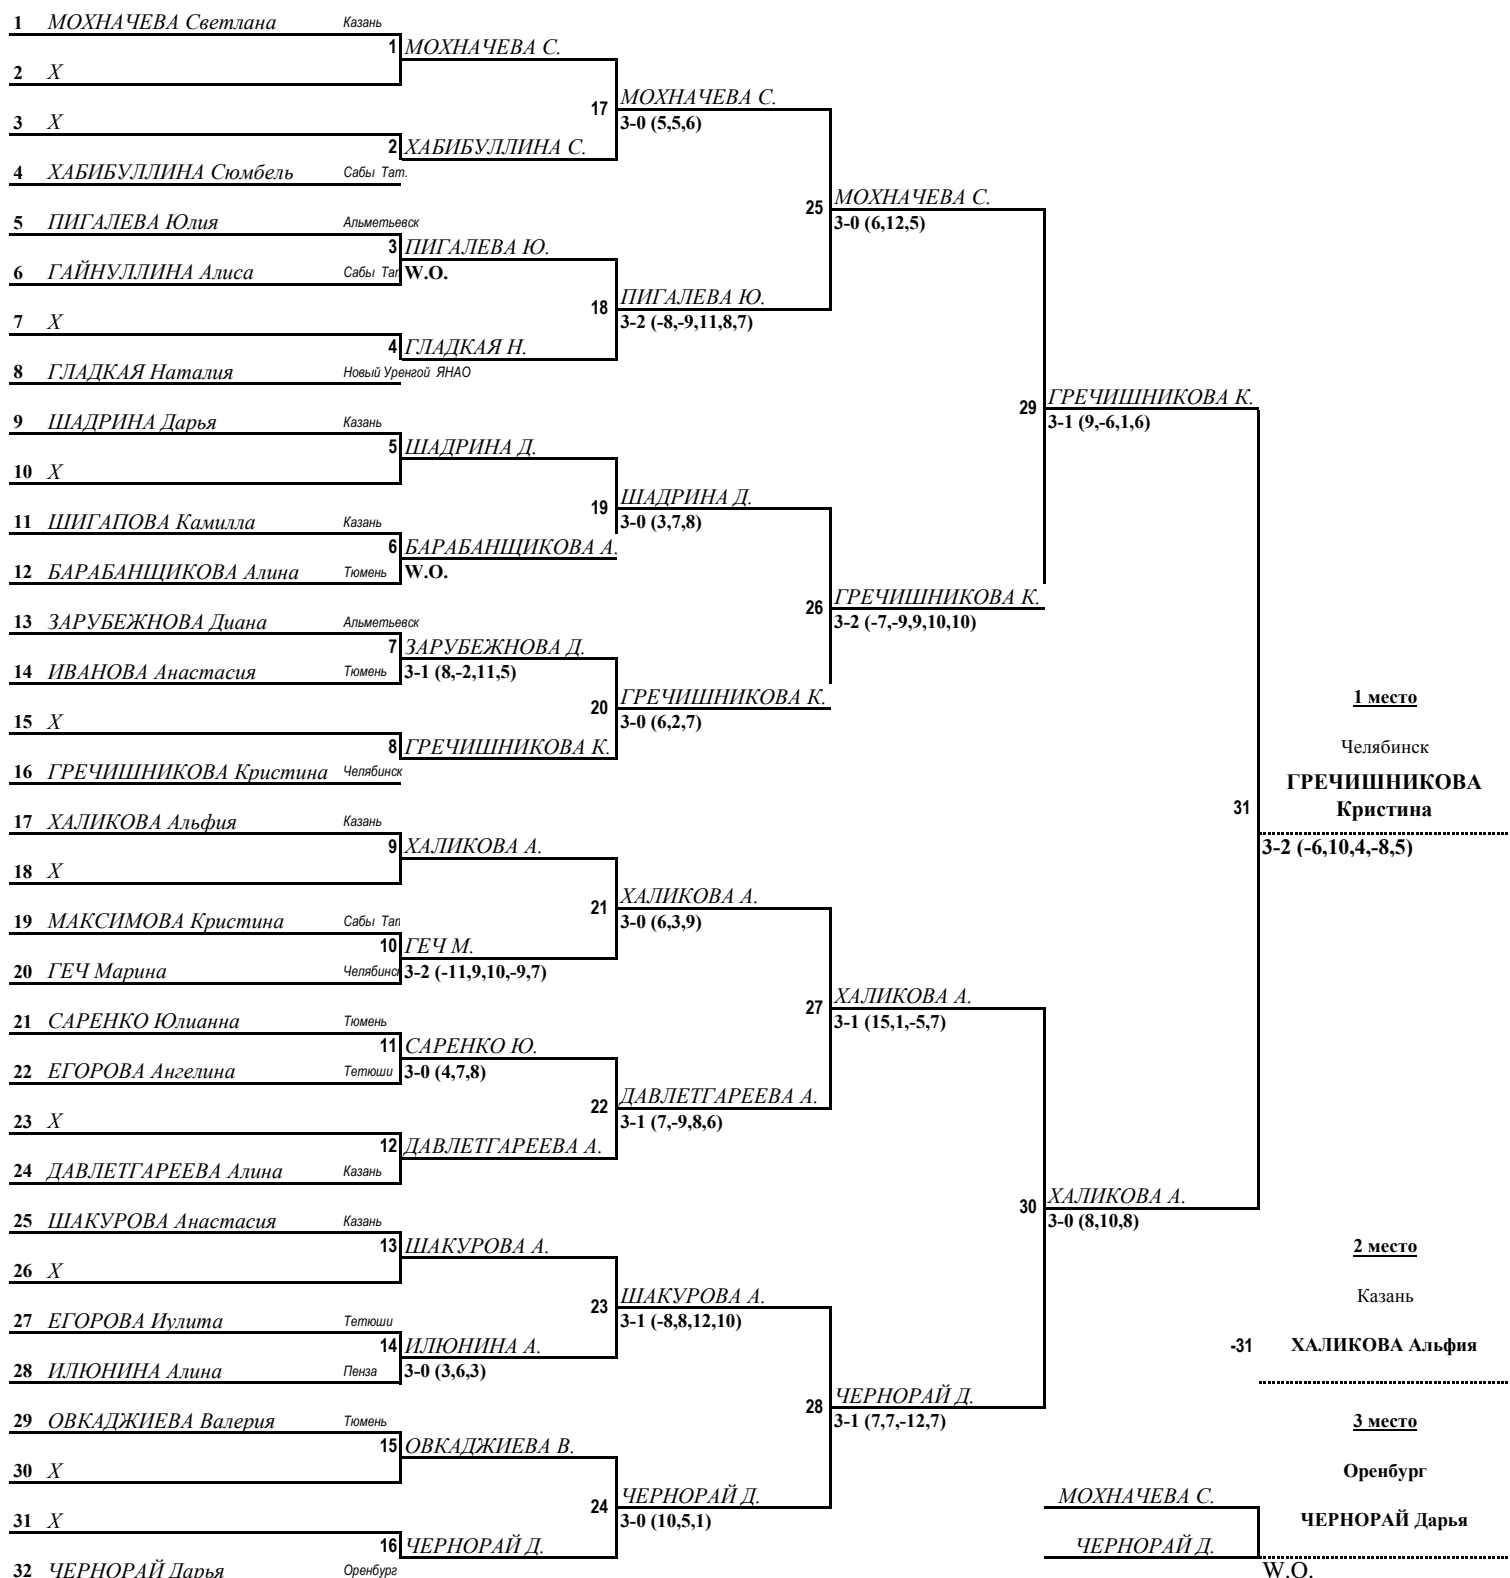 1 МОХНАЧЕВА Светлана Казань
1 МОХНАЧЕВА С.
2 X
17 МОХНАЧЕВА С.
3 X
3-0 (5,5,6)
2 ХАБИБУЛЛИНА С.
4 ХАБИБУЛЛИНА Сюмбель Сабы Тат.
25 МОХНАЧЕВА С.
5 ПИГАЛЕВА Юлия Альметьевск
3-0 (6,12,5)
3 ПИГАЛЕВА Ю.
6 ГАЙНУЛЛИНА Алиса Сабы Тат W.O.
18 ПИГАЛЕВА Ю.
7 X
3-2 (-8,-9,11,8,7)
4 ГЛАДКАЯ Н.
8 ГЛАДКАЯ Наталия Новый Уренгой ЯНАО
29 ГРЕЧИШНИКОВА К.
9 ШАДРИНА Дарья Казань
3-1 (9,-6,1,6)
5 ШАДРИНА Д.
10 X
19 ШАДРИНА Д.
11 ШИГАПОВА Камилла Казань
3-0 (3,7,8)
6 БАРАБАНЩИКОВА А.
12 БАРАБАНЩИКОВА Алина Тюмень W.O.
26 ГРЕЧИШНИКОВА К.
13 ЗАРУБЕЖНОВА Диана Альметьевск
3-2 (-7,-9,9,10,10)
7 ЗАРУБЕЖНОВА Д.
14 ИВАНОВА Анастасия Тюмень 3-1 (8,-2,11,5)
20 ГРЕЧИШНИКОВА К.
1 место
15 X
3-0 (6,2,7)
8 ГРЕЧИШНИКОВА К.
Челябинск
16 ГРЕЧИШНИКОВА Кристина Челябинск
ГРЕЧИШНИКОВА
31 Кристина
17 ХАЛИКОВА Альфия Казань
9 ХАЛИКОВА А.
3-2 (-6,10,4,-8,5)
18 X
21 ХАЛИКОВА А.
19 МАКСИМОВА Кристина Сабы Тат
3-0 (6,3,9)
10 ГЕЧ М.
20 ГЕЧ Марина Челябинск 3-2 (-11,9,10,-9,7)
27 ХАЛИКОВА А.
21 САРЕНКО Юлианна Тюмень
3-1 (15,1,-5,7)
11 САРЕНКО Ю.
22 ЕГОРОВА Ангелина Тетюши 3-0 (4,7,8)
22 ДАВЛЕТГАРЕЕВА А.
23 X
3-1 (7,-9,8,6)
12 ДАВЛЕТГАРЕЕВА А.
24 ДАВЛЕТГАРЕЕВА Алина Казань
30 ХАЛИКОВА А.
25 ШАКУРОВА Анастасия Казань
3-0 (8,10,8)
13 ШАКУРОВА А.
2 место
26 X
23 ШАКУРОВА А.
Казань
27 ЕГОРОВА Иулита Тетюши
3-1 (-8,8,12,10)
14 ИЛЮНИНА А.
-31 ХАЛИКОВА Альфия
28 ИЛЮНИНА Алина Пенза 3-0 (3,6,3)
28 ЧЕРНОРАЙ Д.
29 ОВКАДЖИЕВА Валерия Тюмень
3-1 (7,7,-12,7)
3 место
15 ОВКАДЖИЕВА В.
30 X
Оренбург
24 ЧЕРНОРАЙ Д.
МОХНАЧЕВА С.
31 X
3-0 (10,5,1)
ЧЕРНОРАЙ Дарья
16 ЧЕРНОРАЙ Д.
ЧЕРНОРАЙ Д.
32 ЧЕРНОРАЙ Дарья Оренбург
W.O.